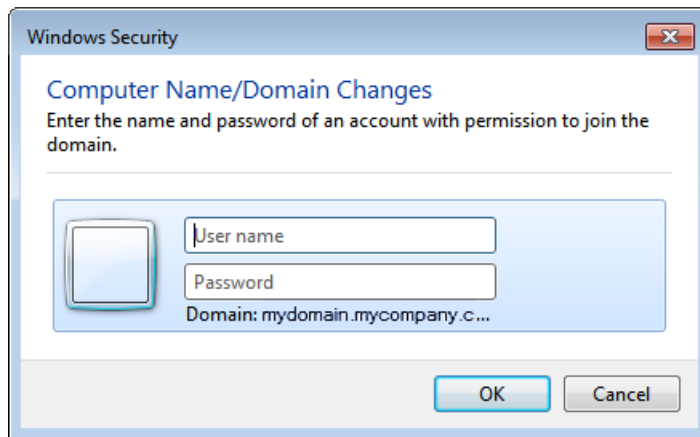 Windows Security
Computer Name/Domain Changes
Enter the name and password of an account with permission to join the
domain.
User name
Password
Domain: mydomain.mycompany.c...
OK
Cancel